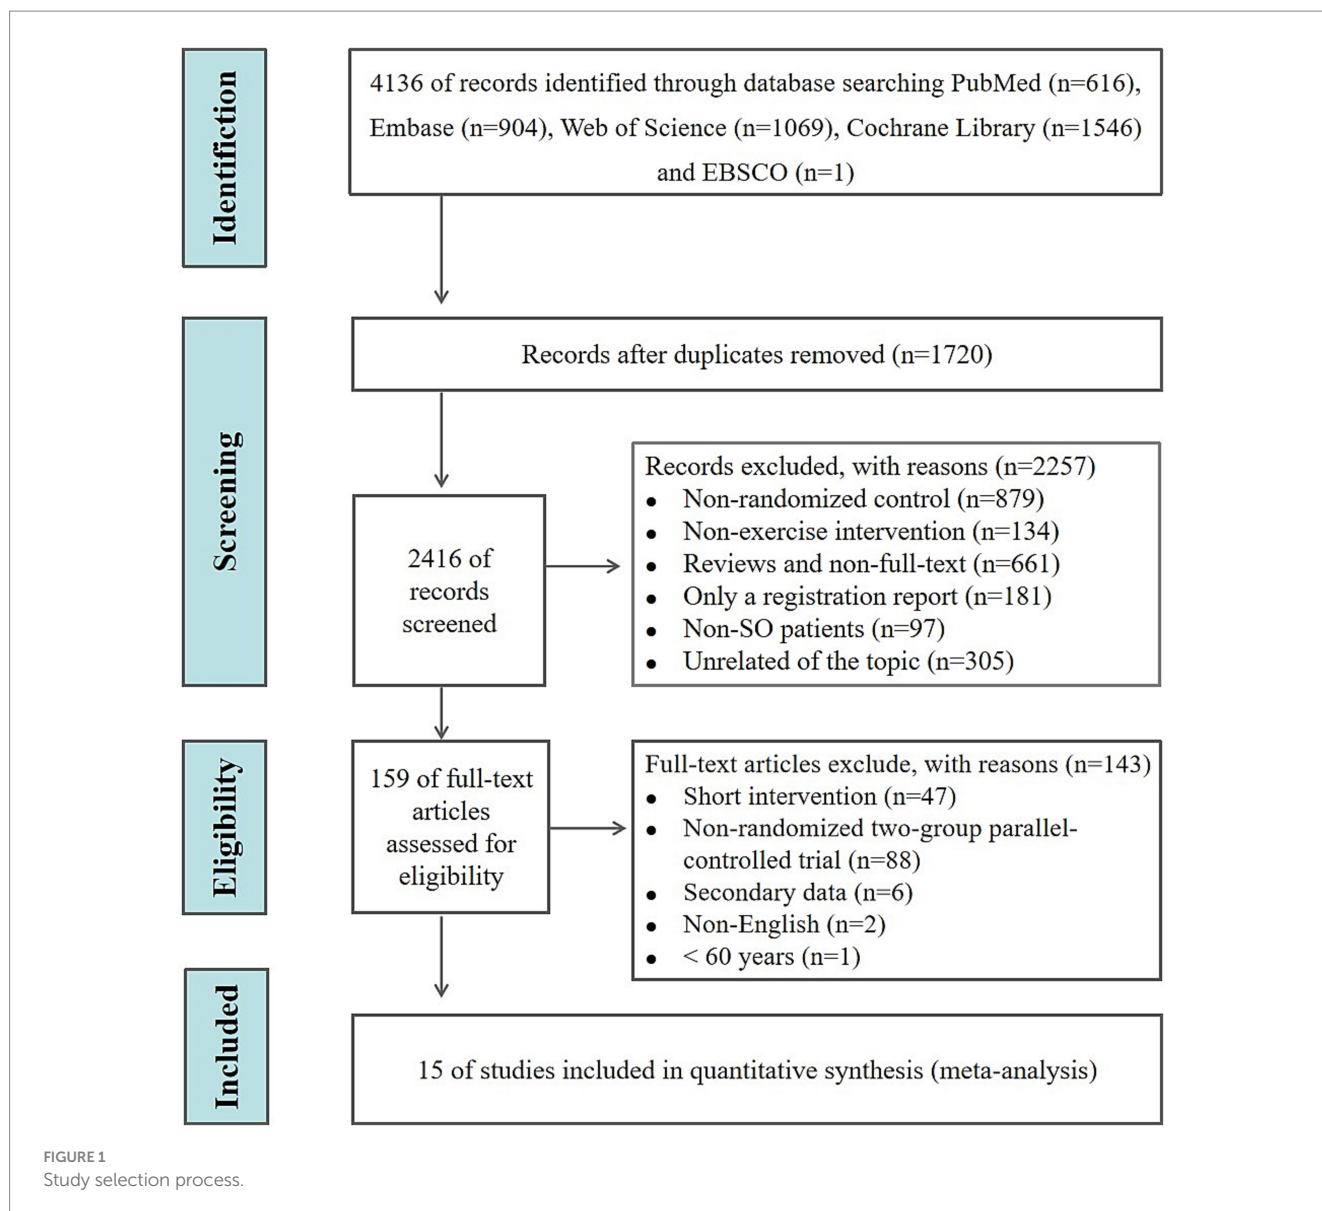 Identifiction
4136 of records identified through database searching PubMed (n=616),
Embase (n=904), Web of Science (n=1069), Cochrane Library (n=1546)
and EBSCO (n=1)
Screening
Records after duplicates removed (n=1720)
2416 of
records
screened
Records excluded, with reasons (n=2257)
● Non-randomized control (n=879)
● Non-exercise intervention (n=134)
● Reviews and non-full-text (n=661)
● Only a registration report (n=181)
● Non-SO patients (n=97)
● Unrelated of the topic (n=305)
Eligibility
159 of full-text
articles
assessed for
eligibility
Full-text articles exclude, with reasons (n=143)
● Short intervention (n=47)
● Non-randomized two-group parallel-
controlled trial (n=88)
● Secondary data (n=6)
● Non-English (n=2)
● < 60 years (n=1)
Included
15 of studies included in quantitative synthesis (meta-analysis)
FIGURE 1
Study selection process.